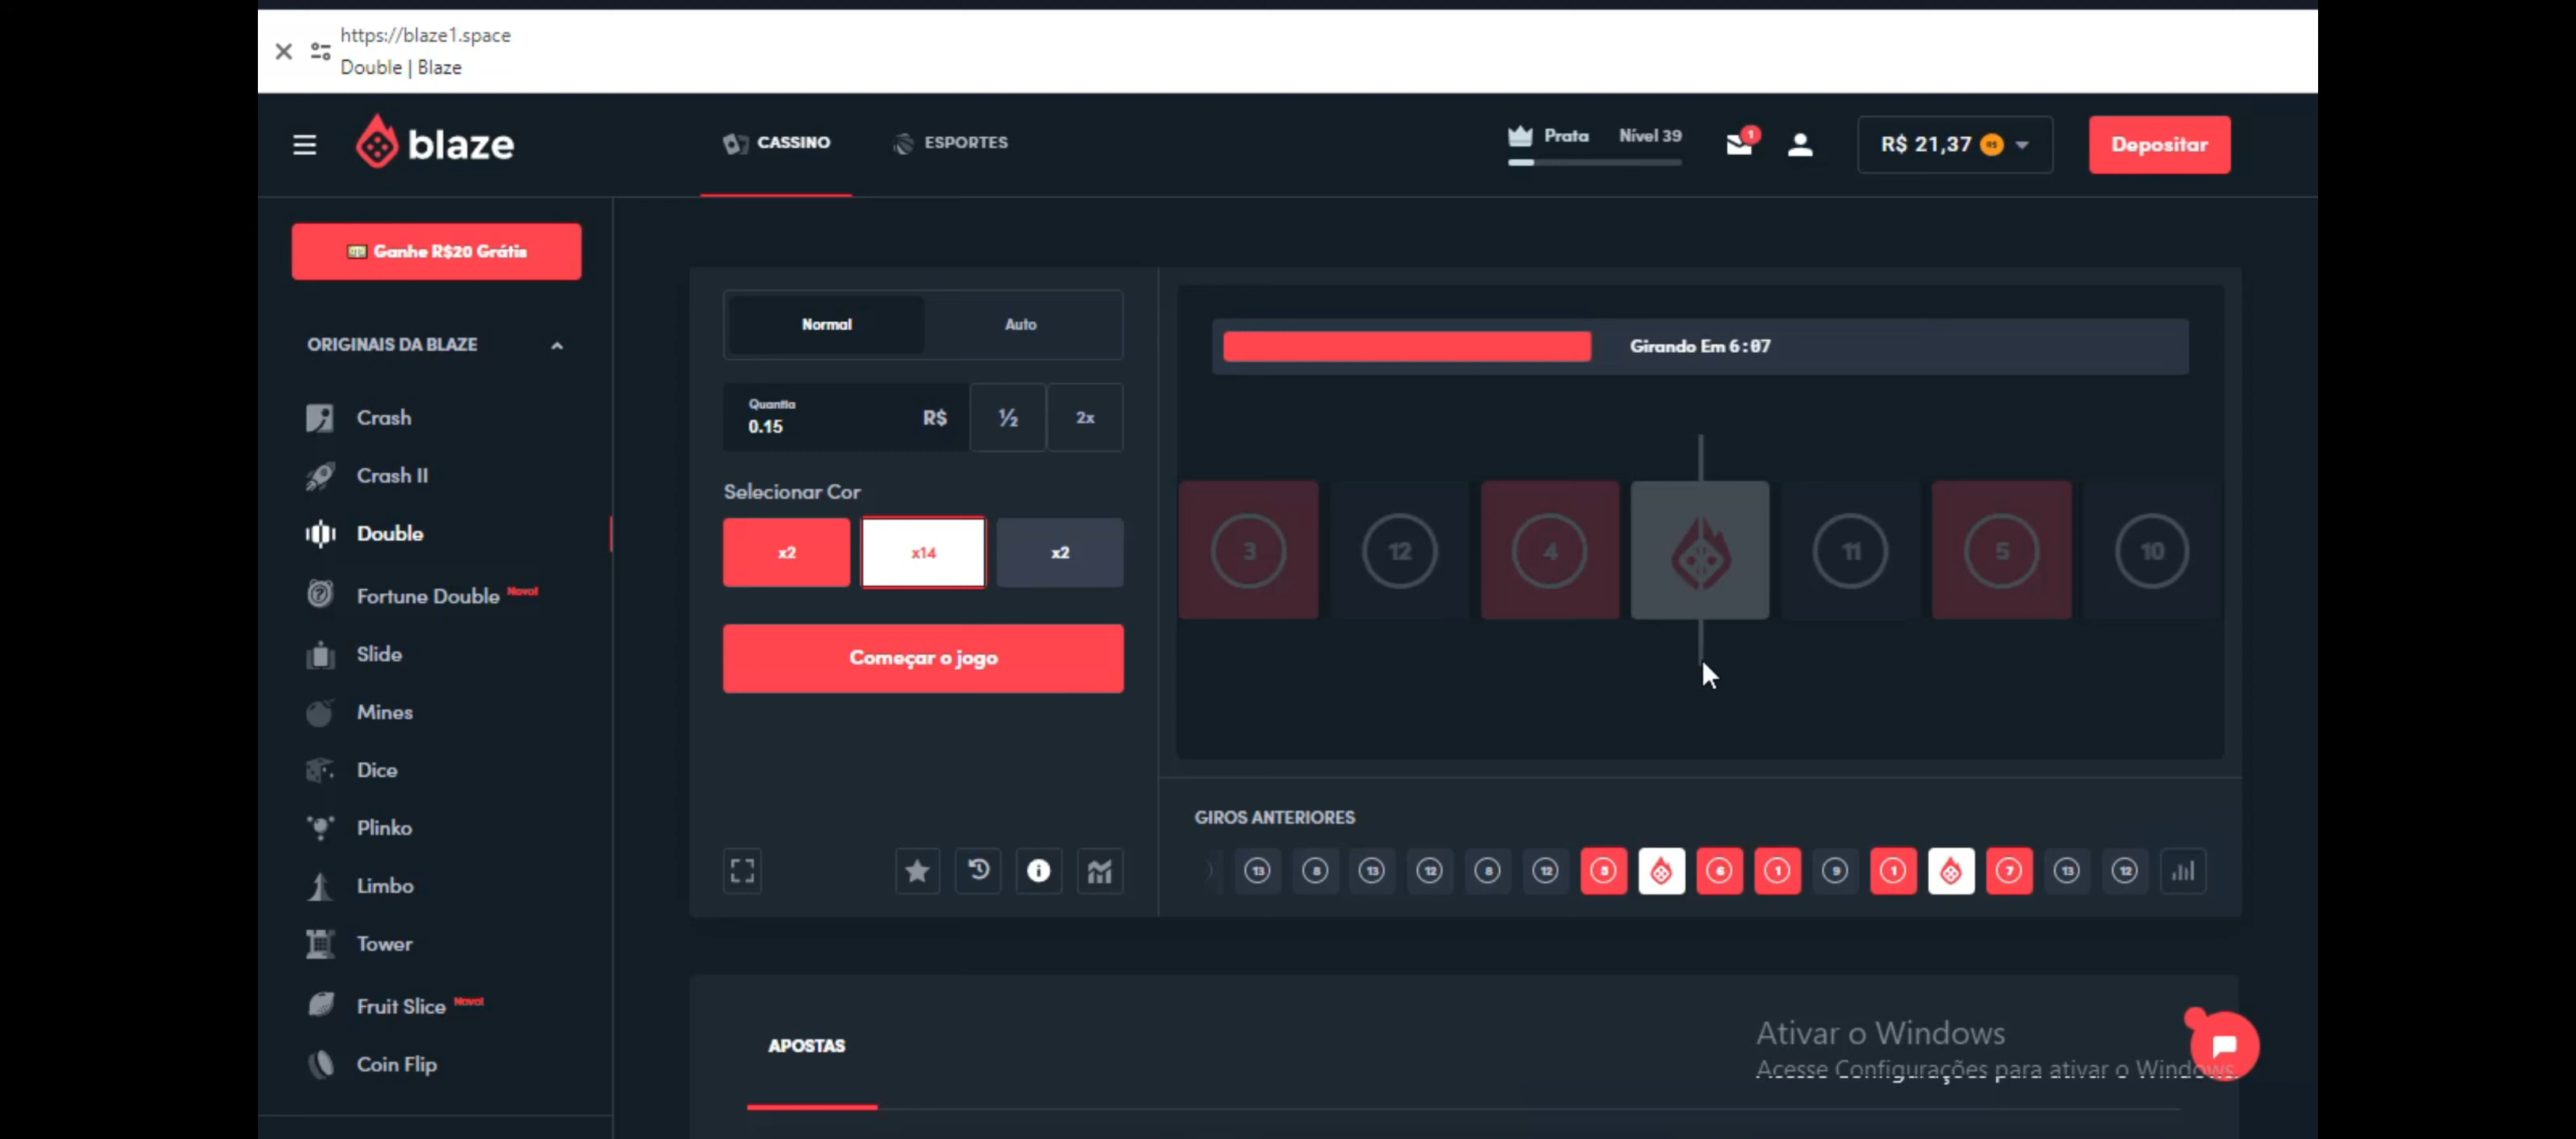 https://blaze1.space
Double | Blaze
blaze
CASSINO
ESPORTES
Prata Nível 39
1
R$ 21,37
Depositar
Ganhe R$20 Grátis
ORIGINAIS DA BLAZE
Crash
Crash II
Double
Fortune Double Novo!
Slide
Mines
Dice
Plinko
Limbo
Tower
Fruit Slice Novo!
Coin Flip
Normal Auto
Quantia
0.15 R$ ½ 2x
Selecionar Cor
x2 x14 x2
Começar o jogo
Girando Em 6:07
3 12 4 11 5 10
GIROS ANTERIORES
13 8 13 12 8 12 5 6 1 9 1 7 13 12
APOSTAS
Ativar o Windows
Acesse Configurações para ativar o Windows.